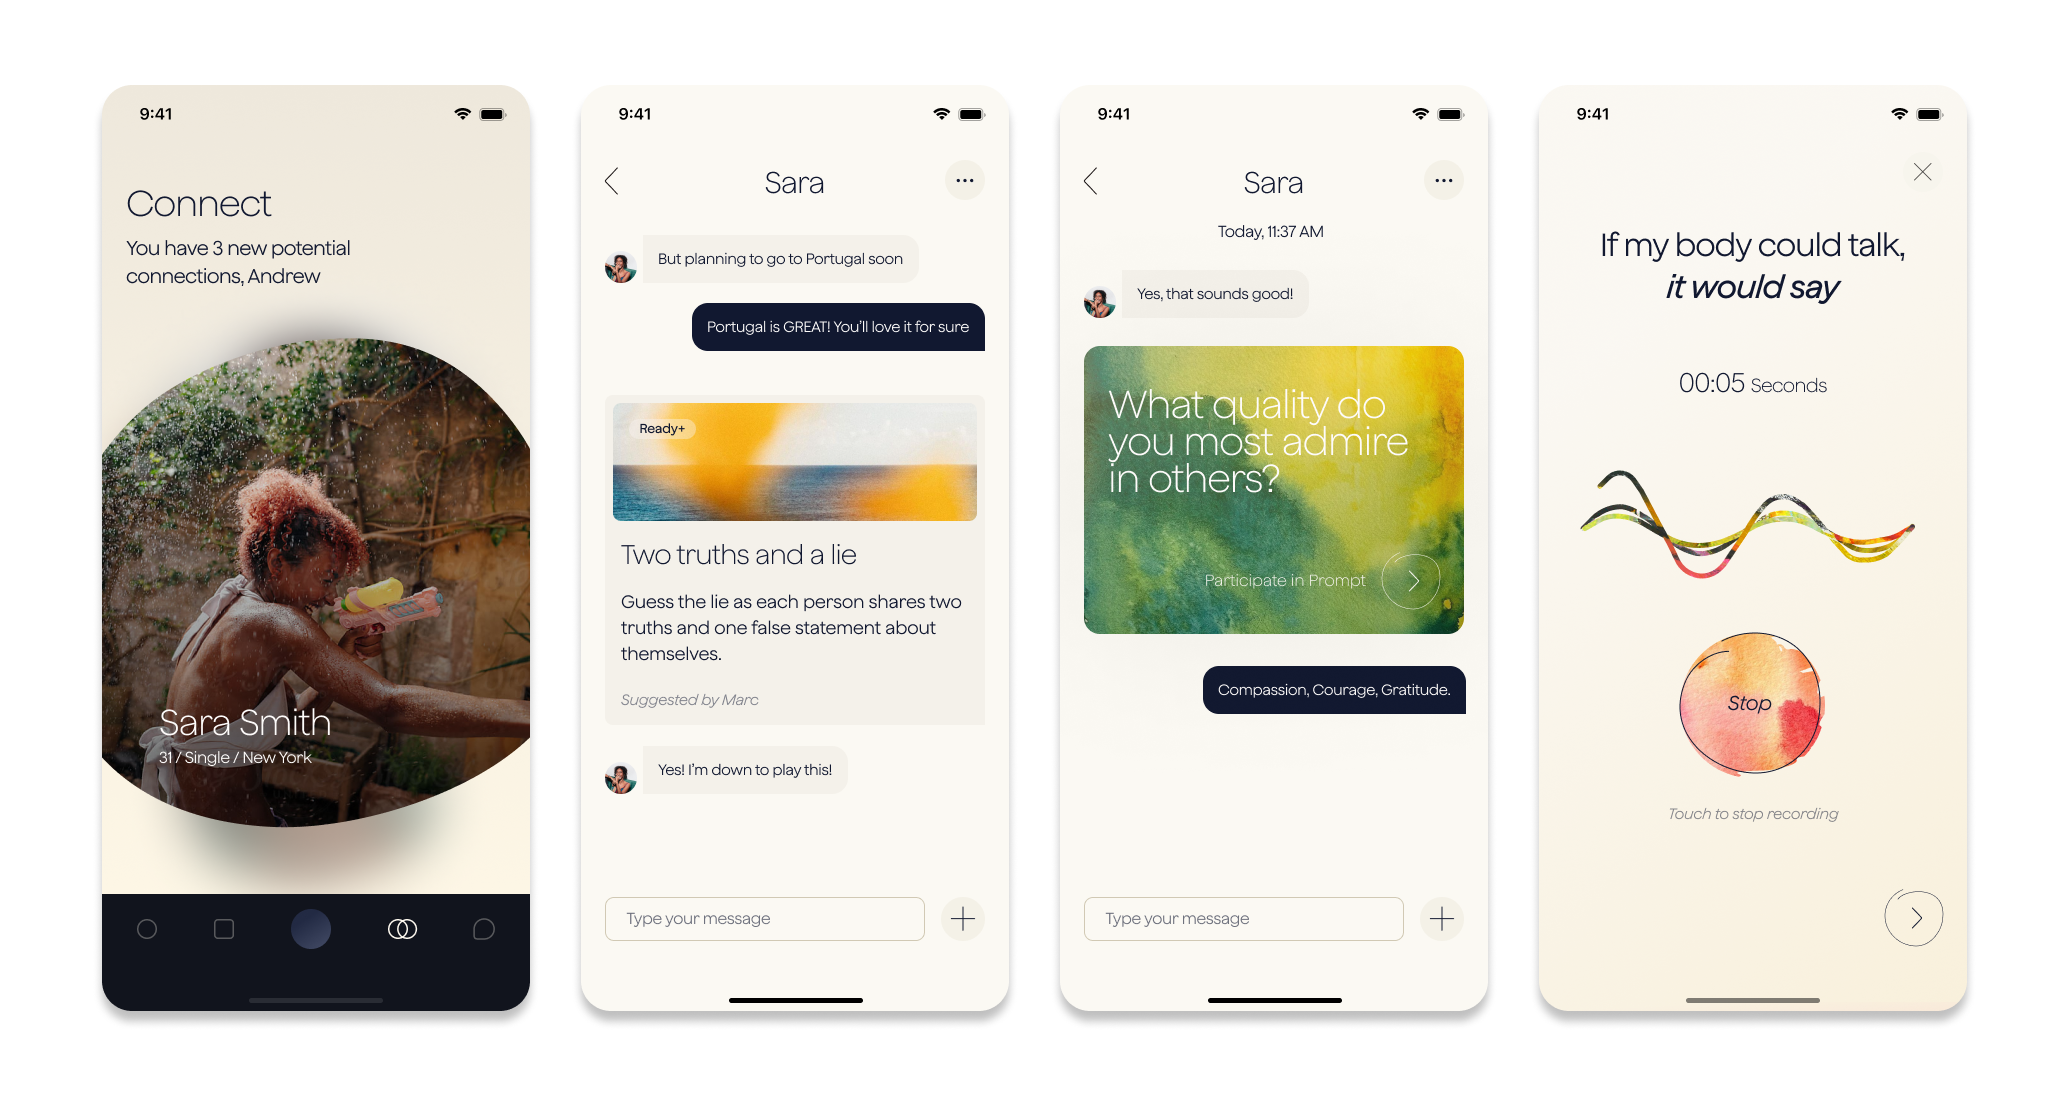 9:41
Connect
You have 3 new potential
connections, Andrew
Sara Smith
31 / Single / New York
9:41
Sara
But planning to go to Portugal soon
Portugal is GREAT! You'll love it for sure
Ready+
Two truths and a lie
Guess the lie as each person shares two
truths and one false statement about
themselves.
Suggested by Marc
Yes! I'm down to play this!
Type your message
9:41
Sara
Today, 11:37 AM
Yes, that sounds good!
What quality do
you most admire
in others?
Participate in Prompt
Compassion, Courage, Gratitude.
Type your message
9:41
If my body could talk,
it would say
00:05 Seconds
Stop
Touch to stop recording